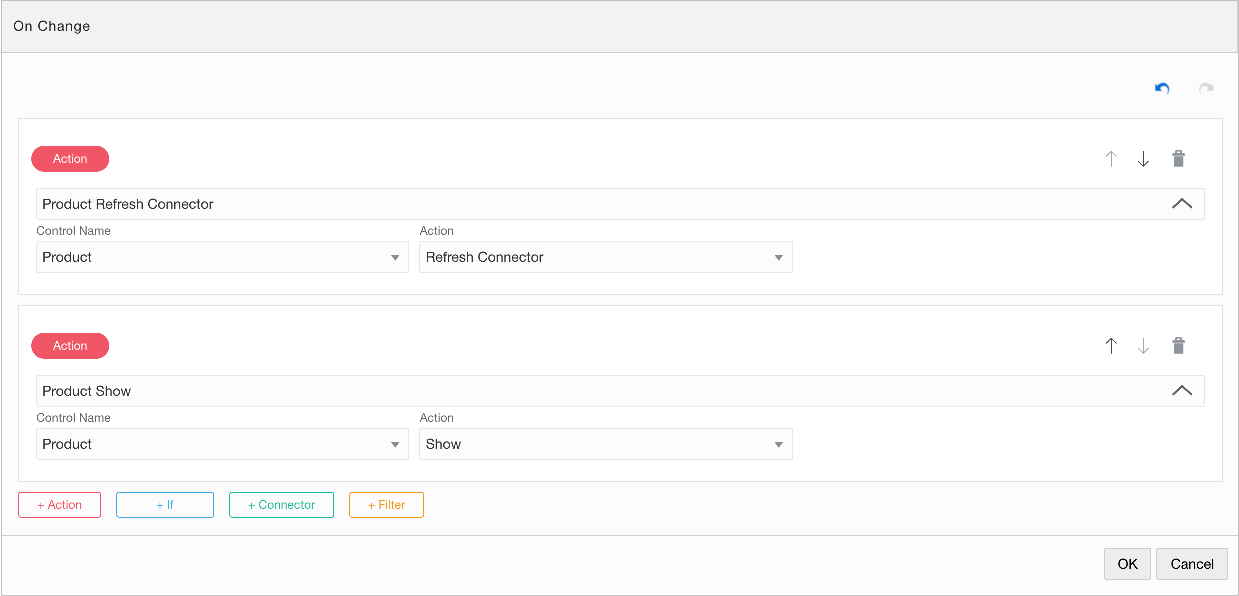 On Change
Action
Product Refresh Connector
Control Name Action
Product Refresh Connector
Action
Product Show
Control Name Action
Product Show
+ Action + If + Connector + Filter
OK Cancel